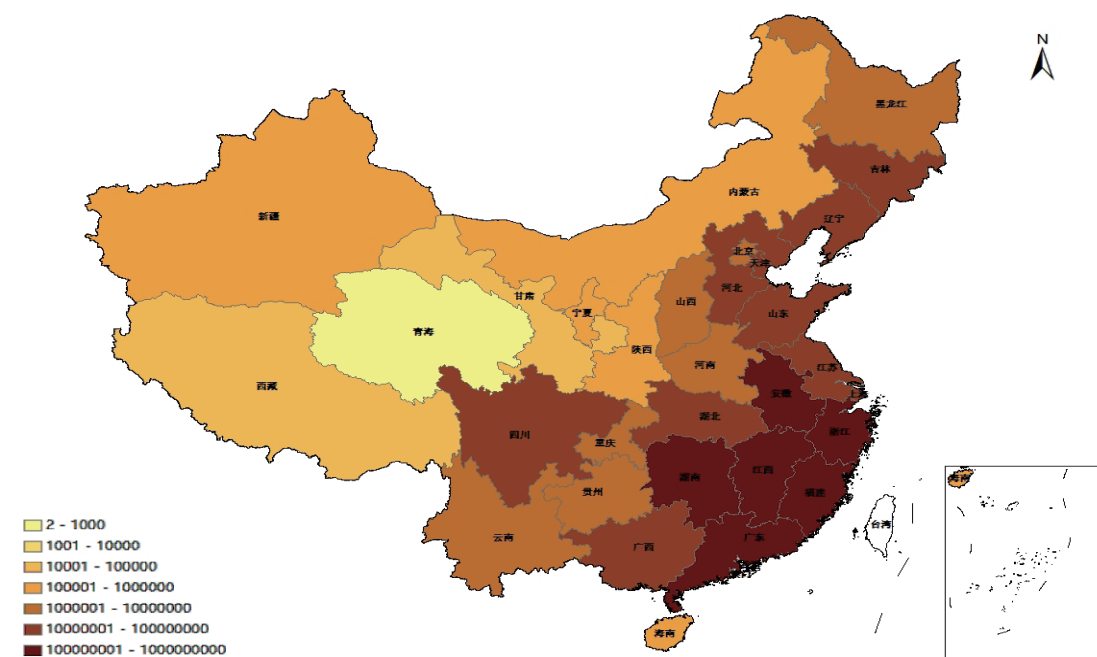 N
黑龙江
吉林
内蒙古
辽宁
新疆
北京
天津
河北
甘肃
山西
宁夏
山东
青海
陕西
河南
江苏
西藏
安徽
上海
湖北
浙江
四川
重庆
江西
湖南
海南
贵州
福建
台湾
云南
广东
广西
海南
2 - 1000
1001 - 10000
10001 - 100000
100001 - 1000000
1000001 - 10000000
10000001 - 100000000
100000001 - 1000000000